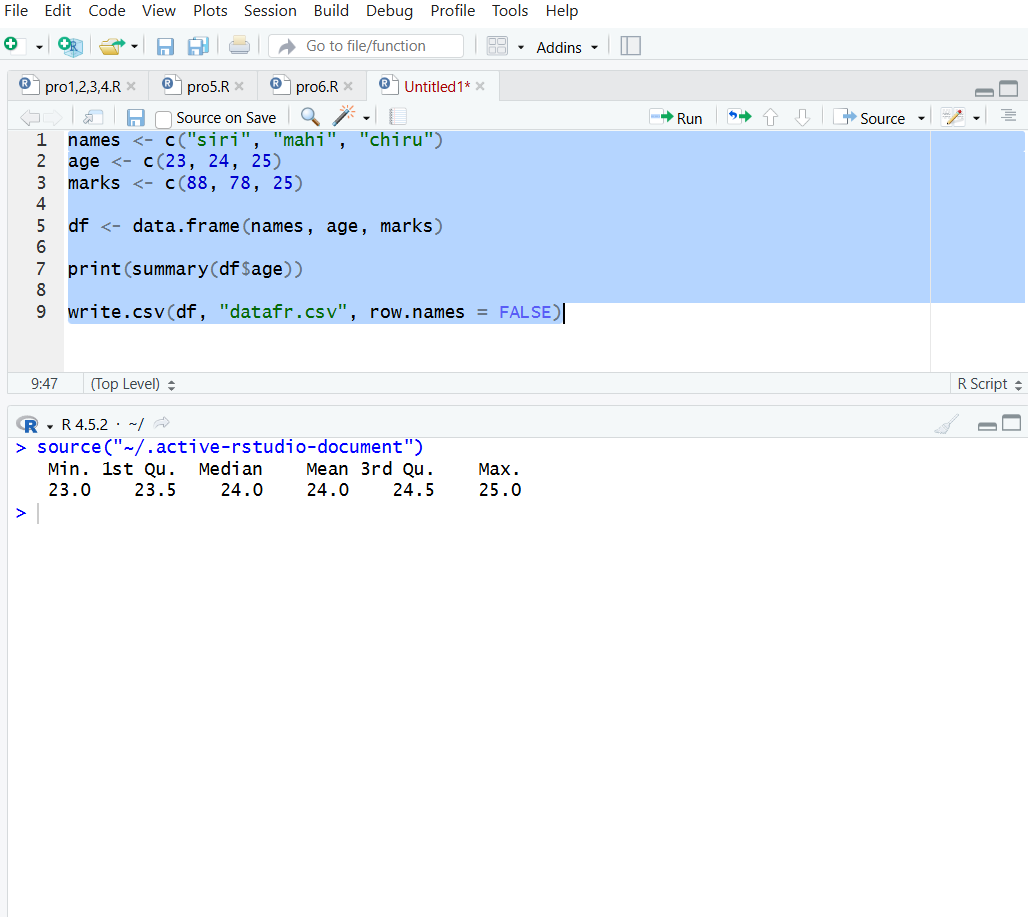 File Edit Code View Plots Session Build Debug Profile Tools Help
Go to file/function Addins
pro1,2,3,4.R pro5.R pro6.R Untitled1*
Source on Save Run Source
1 names <- c("siri", "mahi", "chiru")
2 age <- c(23, 24, 25)
3 marks <- c(88, 78, 25)
4
5 df <- data.frame(names, age, marks)
6
7 print(summary(df$age))
8
9 write.csv(df, "datafr.csv", row.names = FALSE)
9:47 (Top Level) R Script
R R 4.5.2 · ~/
> source("~/.active-rstudio-document")
Min. 1st Qu. Median Mean 3rd Qu. Max.
23.0 23.5 24.0 24.0 24.5 25.0
>